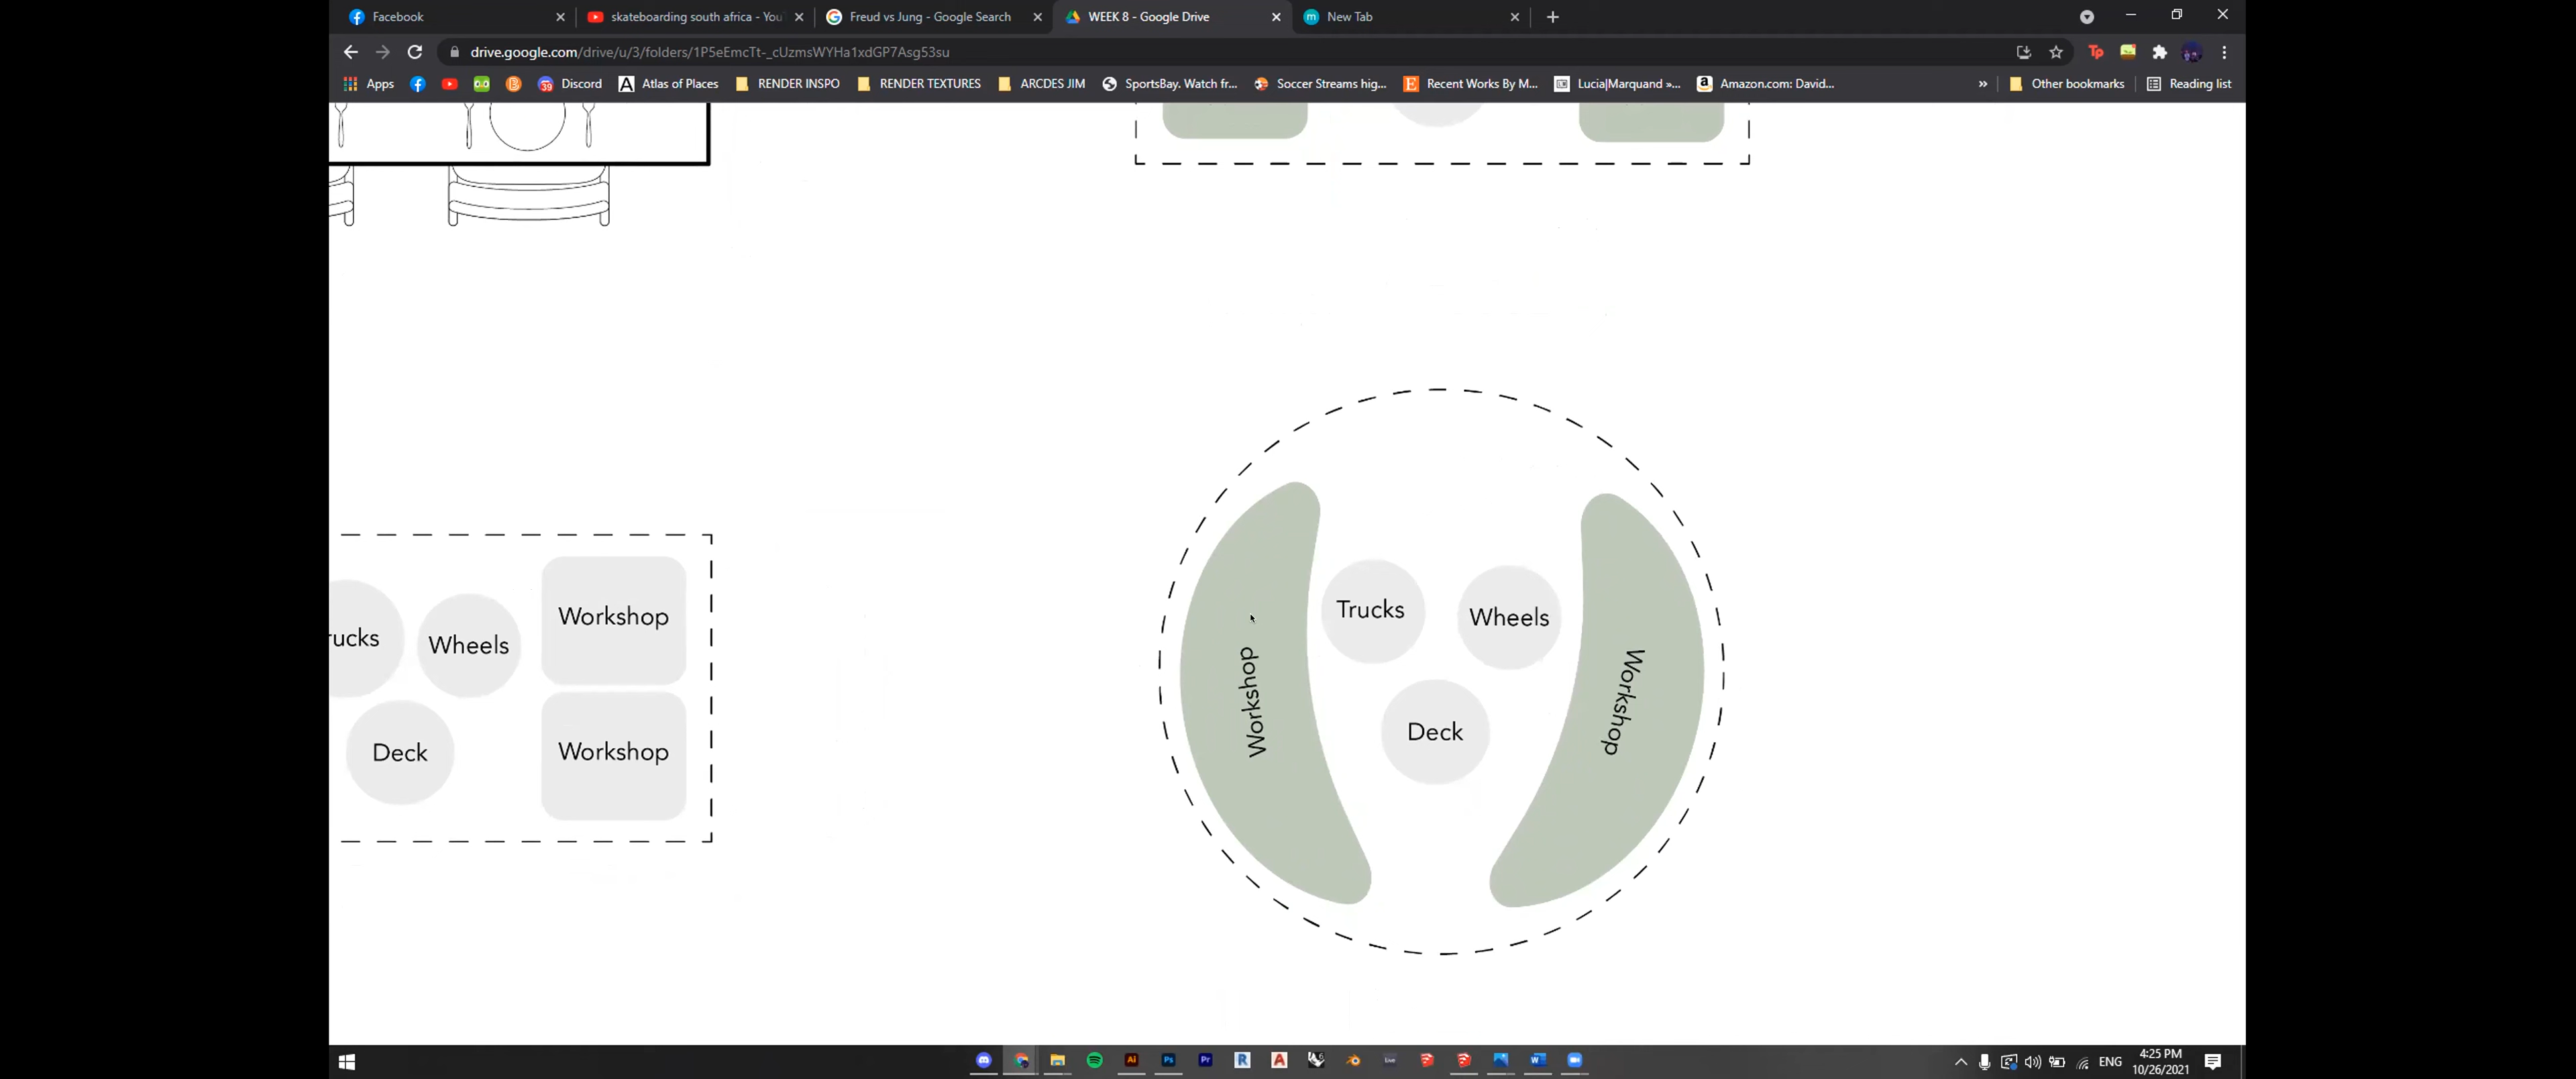 Facebook
skateboarding south africa - You
Freud vs Jung - Google Search
WEEK 8 - Google Drive
New Tab
drive.google.com/drive/u/3/folders/1P5eEmcTt-_cUzmsWYHa1xdGP7Asg53su
Apps
Discord
Atlas of Places
RENDER INSPO
RENDER TEXTURES
ARCDES JIM
SportsBay. Watch fr...
Soccer Streams hig...
Recent Works By M...
Lucia|Marquand »...
Amazon.com: David...
»
Other bookmarks
Reading list
rucks
Wheels
Workshop
Deck
Workshop
Trucks
Wheels
Deck
Workshop
Workshop
ENG
4:25 PM
10/26/2021